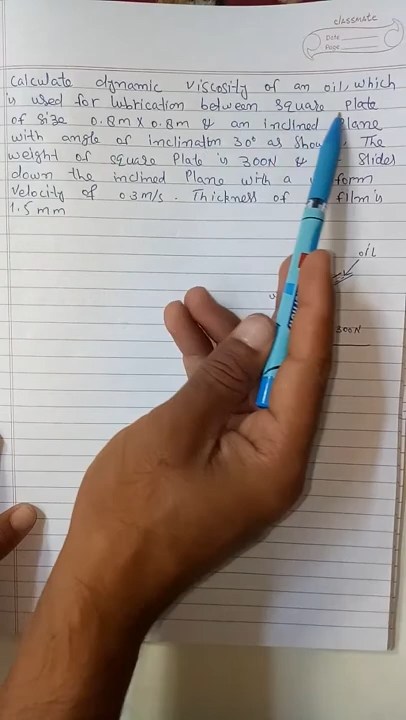 classmate
Date
Page
Calculate dynamic viscosity of an oil, which
is used for lubrication between square Plate
of size 0.8m X 0.8m & an inclined Plane
with angle of inclination 30° as The
weight of square Plate is 300N & Slides
down the inclined Plane with a
velocity of 0.3 m/s. Thickness of film is
1.5 mm
oil
300N